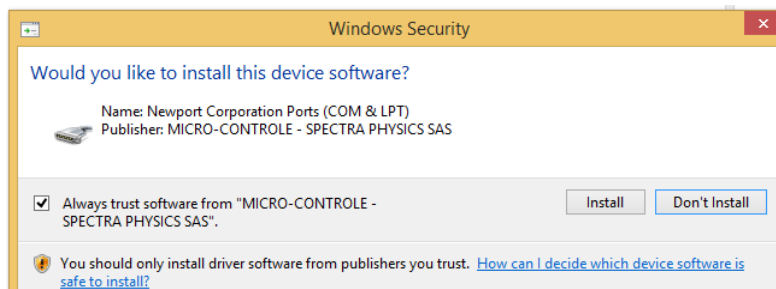 Windows Security
Would you like to install this device software?
Name: Newport Corporation Ports (COM & LPT)
Publisher: MICRO-CONTROLE - SPECTRA PHYSICS SAS
Always trust software from "MICRO-CONTROLE -
SPECTRA PHYSICS SAS".
Install
Don't Install
You should only install driver software from publishers you trust. How can I decide which device software is
safe to install?